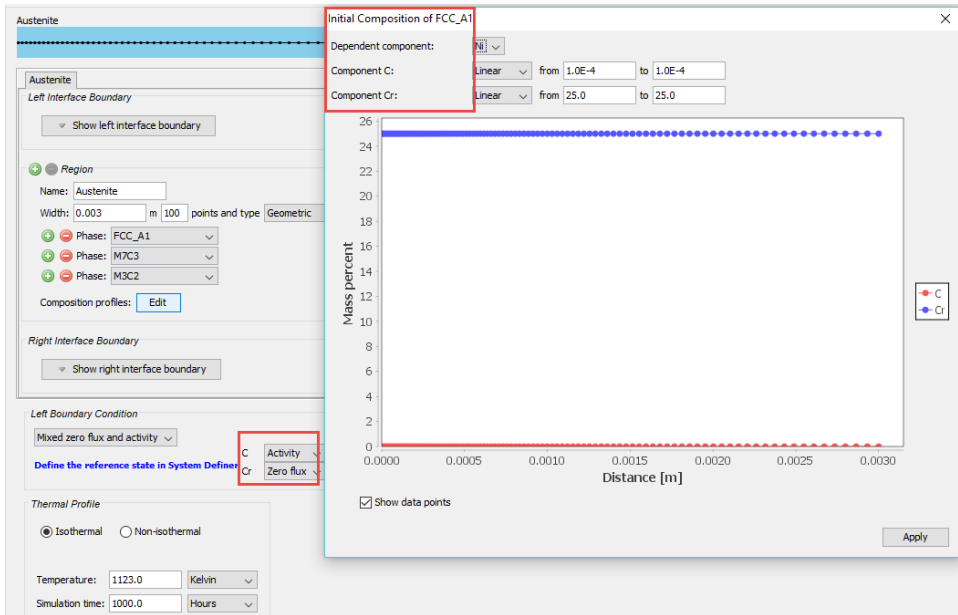 Austenite
Austenite
Left Interface Boundary
Show left interface boundary
Region
Name: Austenite
Width: 0.003 m 100 points and type Geometric
Phase: FCC_A1
Phase: M7C3
Phase: M3C2
Composition profiles: Edit
Right Interface Boundary
Show right interface boundary
Left Boundary Condition
Mixed zero flux and activity
C Activity
Define the reference state in System Definer
Cr Zero flux
Thermal Profile
Isothermal Non-isothermal
Temperature: 1123.0 Kelvin
Simulation time: 1000.0 Hours
Initial Composition of FCC_A1
Dependent component: Ni
Component C: Linear from 1.0E-4 to 1.0E-4
Component Cr: Linear from 25.0 to 25.0
26
24
22
20
18
16
14
12
10
8
6
4
2
0
Mass percent
0.0000 0.0005 0.0010 0.0015 0.0020 0.0025 0.0030
Distance [m]
C
Cr
Show data points
Apply